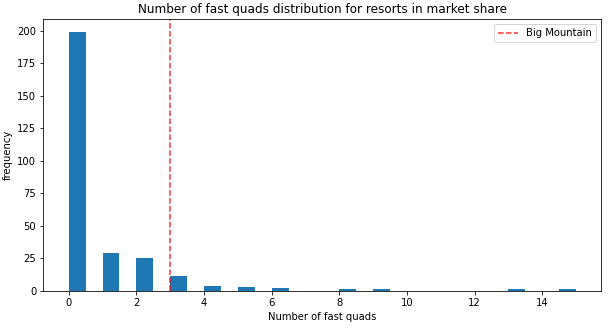 Number of fast quads distribution for resorts in market share
Big Mountain
200
175
150
125
100
75
50
25
0
frequency
0 2 4 6 8 10 12 14
Number of fast quads